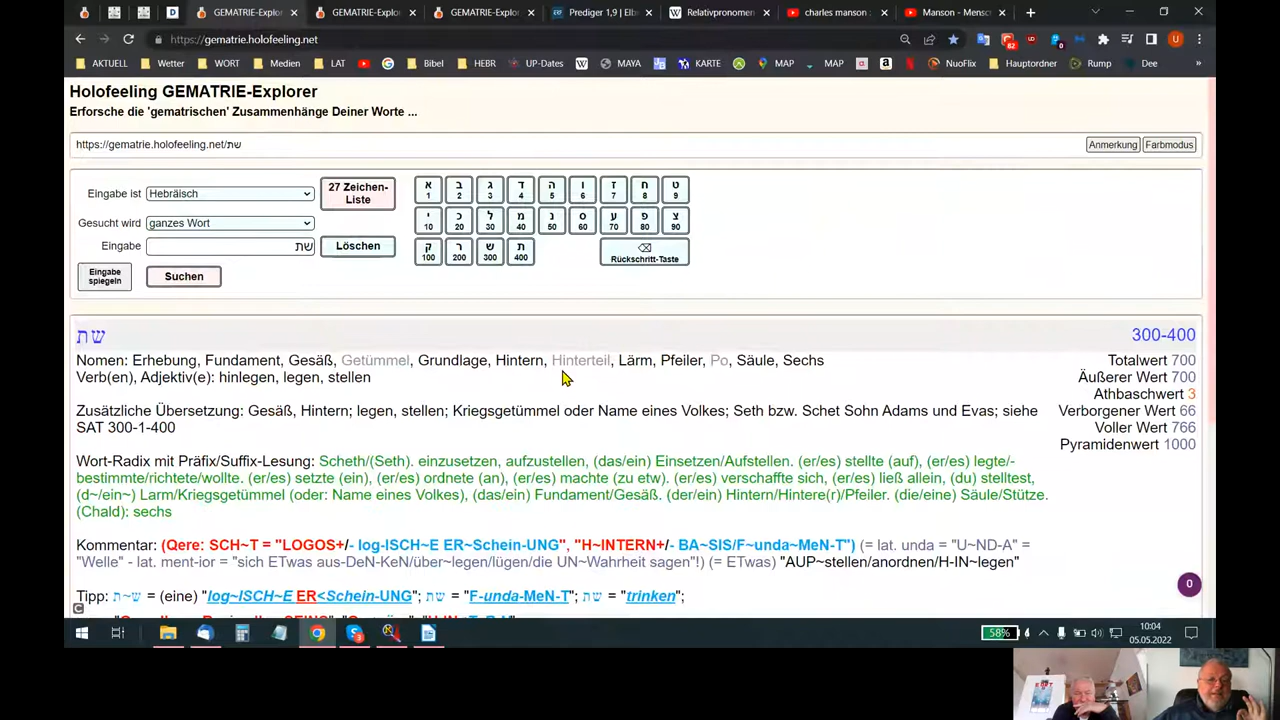 GEMATRIE-Explor
GEMATRIE-Explor
GEMATRIE-Explor
Prediger 1,9 | Elb
Relativpronomen
charles manson
Manson - Mensc
https://gematrie.holofeeling.net
AKTUELL
Wetter
WORT
Medien
LAT
Bibel
HEBR
UP-Dates
MAYA
KARTE
MAP
MAP
NuoFlix
Hauptordner
Rump
Dee
Holofeeling GEMATRIE-Explorer
Erforsche die 'gematrischen' Zusammenhänge Deiner Worte ...
https://gematrie.holofeeling.net/שת
Anmerkung
Farbmodus
Eingabe ist Hebräisch
27 Zeichen-Liste
Gesucht wird ganzes Wort
Eingabe שת
Löschen
Eingabe spiegeln
Suchen
א ב ג ד ה ו ז ח ט
1 2 3 4 5 6 7 8 9
י כ ל מ נ ס ע פ צ
10 20 30 40 50 60 70 80 90
ק ר ש ת
100 200 300 400
Rückschritt-Taste
שת 300-400
Nomen: Erhebung, Fundament, Gesäß, Getümmel, Grundlage, Hintern, Hinterteil, Lärm, Pfeiler, Po, Säule, Sechs
Verb(en), Adjektiv(e): hinlegen, legen, stellen
Totalwert 700
Äußerer Wert 700
Athbaschwert 3
Verborgener Wert 66
Voller Wert 766
Pyramidenwert 1000
Zusätzliche Übersetzung: Gesäß, Hintern; legen, stellen; Kriegsgetümmel oder Name eines Volkes; Seth bzw. Schet Sohn Adams und Evas; siehe
SAT 300-1-400
Wort-Radix mit Präfix/Suffix-Lesung: Scheth/(Seth). einzusetzen, aufzustellen, (das/ein) Einsetzen/Aufstellen. (er/es) stellte (auf), (er/es) legte/-
bestimmte/richtete/wollte. (er/es) setzte (ein), (er/es) ordnete (an), (er/es) machte (zu etw). (er/es) verschaffte sich, (er/es) ließ allein, (du) stelltest,
(d~/ein~) Larm/Kriegsgetümmel (oder: Name eines Volkes), (das/ein) Fundament/Gesäß. (der/ein) Hintern/Hintere(r)/Pfeiler. (die/eine) Säule/Stütze.
(Chald): sechs
Kommentar: (Qere: SCH~T = "LOGOS+/- log-ISCH~E ER~Schein-UNG", "H~INTERN+/- BA~SIS/F~unda~MeN-T") (= lat. unda = "U~ND-A" =
"Welle" - lat. ment-ior = "sich ETwas aus-DeN-KeN/über~legen/lügen/die UN~Wahrheit sagen"!) (= ETwas) "AUP~stellen/anordnen/H-IN~legen"
Tipp: ש~ת = (eine) "log~ISCH~E ER<Schein-UNG"; שת = "F-unda-MeN-T"; שת = "trinken";
0
58%
10:04
05.05.2022